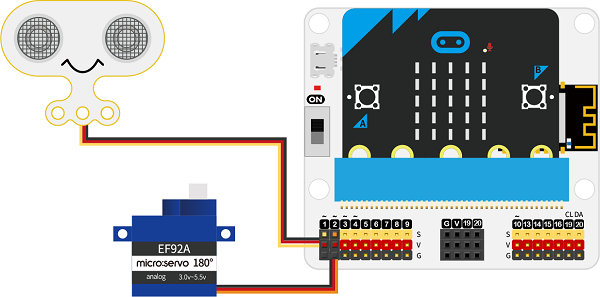 ON
A
B
EF92A
micro:servo 180°
analog 3.0v~5.5v
~ ~ ~ ~
1 2 3 4 5 6 7 8 9
S
V
G
G V 19 20
~ CL DA
10 13 14 15 16 19 20
S
V
G